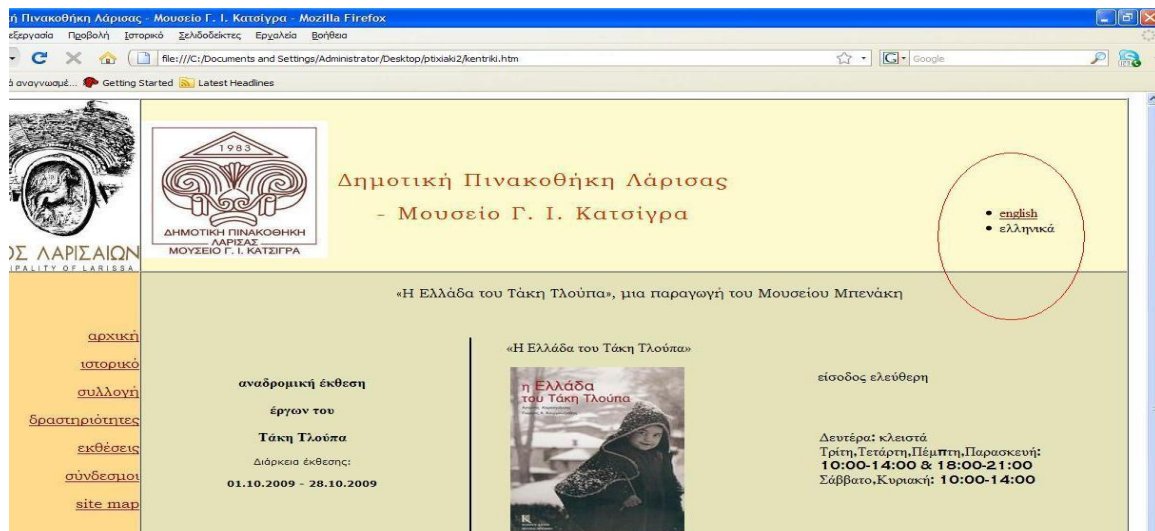 ή Πινακοθήκη Λάρισας - Μουσείο Γ. Ι. Κατσίγρα - Mozilla Firefox
εξεργασία Προβολή Ιστορικό Σελιδοδείκτες Εργαλεία Βοήθεια
file:///C:/Documents and Settings/Administrator/Desktop/ptixiaki2/kentriki.htm
Google
ά αναγνωσμέ... Getting Started Latest Headlines
1983
ΔΗΜΟΤΙΚΗ ΠΙΝΑΚΟΘΗΚΗ
ΛΑΡΙΣΑΣ
ΜΟΥΣΕΙΟ Γ. Ι. ΚΑΤΣΙΓΡΑ
ΟΣ ΛΑΡΙΣΑΙΩΝ
IPALITY OF LARISSA
Δημοτική Πινακοθήκη Λάρισας
- Μουσείο Γ. Ι. Κατσίγρα
english
ελληνικά
αρχική
ιστορικό
συλλογή
δραστηριότητες
εκθέσεις
σύνδεσμοι
site map
«Η Ελλάδα του Τάκη Τλούπα», μια παραγωγή του Μουσείου Μπενάκη
αναδρομική έκθεση
έργων του
Τάκη Τλούπα
Διάρκεια έκθεσης:
01.10.2009 - 28.10.2009
«Η Ελλάδα του Τάκη Τλούπα»
η Ελλάδα
του Τάκη Τλούπα
είσοδος ελεύθερη
Δευτέρα: κλειστά
Τρίτη,Τετάρτη,Πέμπτη,Παρασκευή:
10:00-14:00 & 18:00-21:00
Σάββατο,Κυριακή: 10:00-14:00